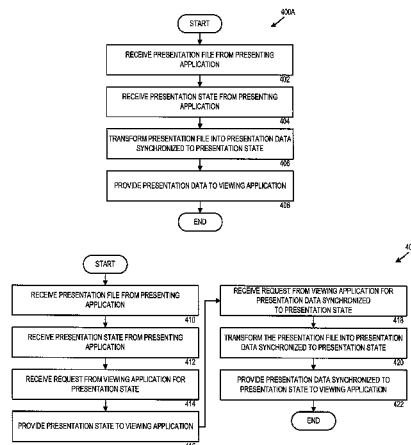 400A
START
RECEIVE PRESENTATION FILE FROM PRESENTING
APPLICATION
402
RECEIVE PRESENTATION STATE FROM PRESENTING
APPLICATION
404
TRANSFORM PRESENTATION FILE INTO PRESENTATION DATA
SYNCHRONIZED TO PRESENTATION STATE
406
PROVIDE PRESENTATION DATA TO VIEWING APPLICATION
408
END
START
RECEIVE PRESENTATION FILE FROM PRESENTING
APPLICATION
410
RECEIVE PRESENTATION STATE FROM PRESENTING
APPLICATION
412
RECEIVE REQUEST FROM VIEWING APPLICATION FOR
PRESENTATION STATE
414
PROVIDE PRESENTATION STATE TO VIEWING APPLICATION
RECEIVE REQUEST FROM VIEWING APPLICATION FOR
PRESENTATION DATA SYNCHRONIZED
TO PRESENTATION STATE
418
TRANSFORM THE PRESENTATION FILE INTO PRESENTATION
DATA SYNCHRONIZED TO PRESENTATION STATE
420
PROVIDE PRESENTATION DATA SYNCHRONIZED TO
PRESENTATION STATE TO VIEWING APPLICATION
422
END